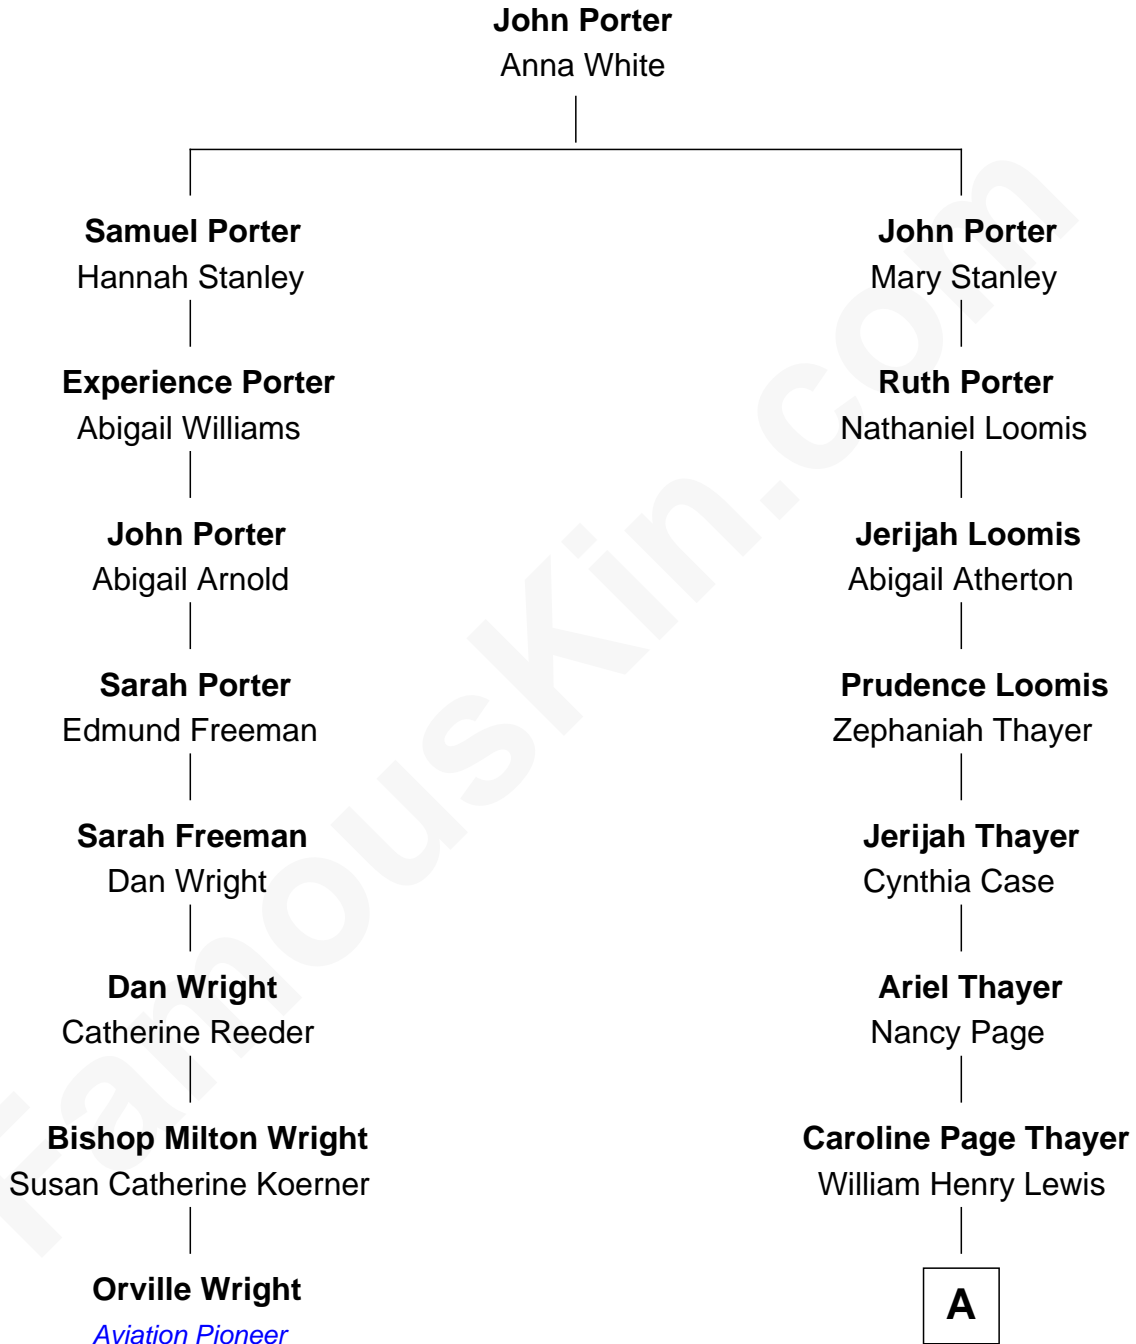 John Porter
Anna White
Samuel Porter
Hannah Stanley
John Porter
Mary Stanley
Experience Porter
Abigail Williams
Ruth Porter
Nathaniel Loomis
John Porter
Abigail Arnold
Jerijah Loomis
Abigail Atherton
Sarah Porter
Edmund Freeman
Prudence Loomis
Zephaniah Thayer
Sarah Freeman
Dan Wright
Jerijah Thayer
Cynthia Case
Dan Wright
Catherine Reeder
Ariel Thayer
Nancy Page
Bishop Milton Wright
Susan Catherine Koerner
Caroline Page Thayer
William Henry Lewis
Orville Wright
Aviation Pioneer
A
FamousKin.com